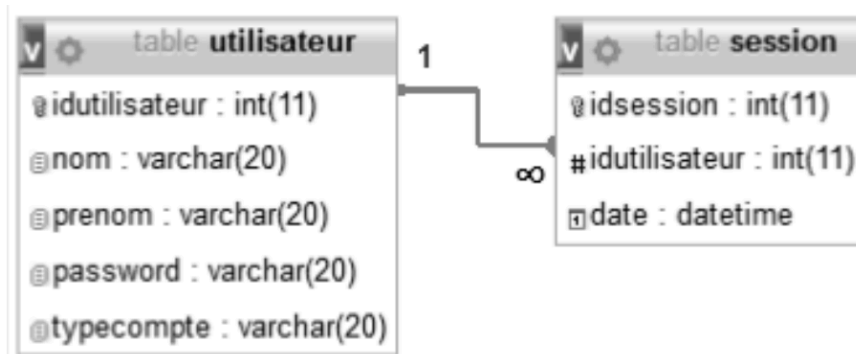 v table utilisateur
idutilisateur : int(11)
nom : varchar(20)
prenom : varchar(20)
password : varchar(20)
typecompte : varchar(20)
1
∞
v table session
idsession : int(11)
#idutilisateur : int(11)
date : datetime